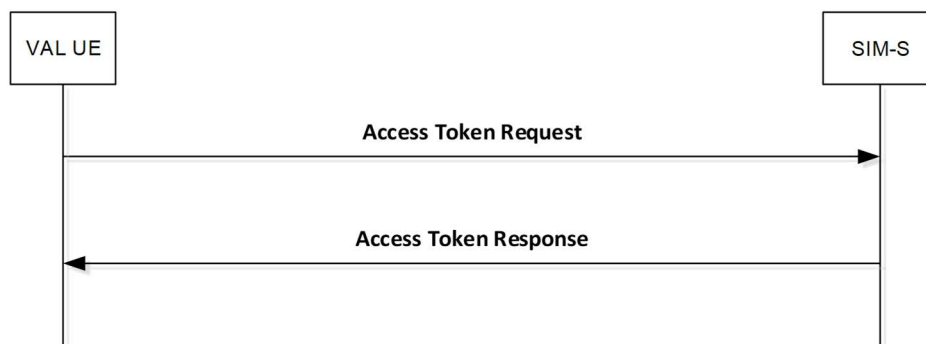 VAL UE
SIM-S
Access Token Request
Access Token Response